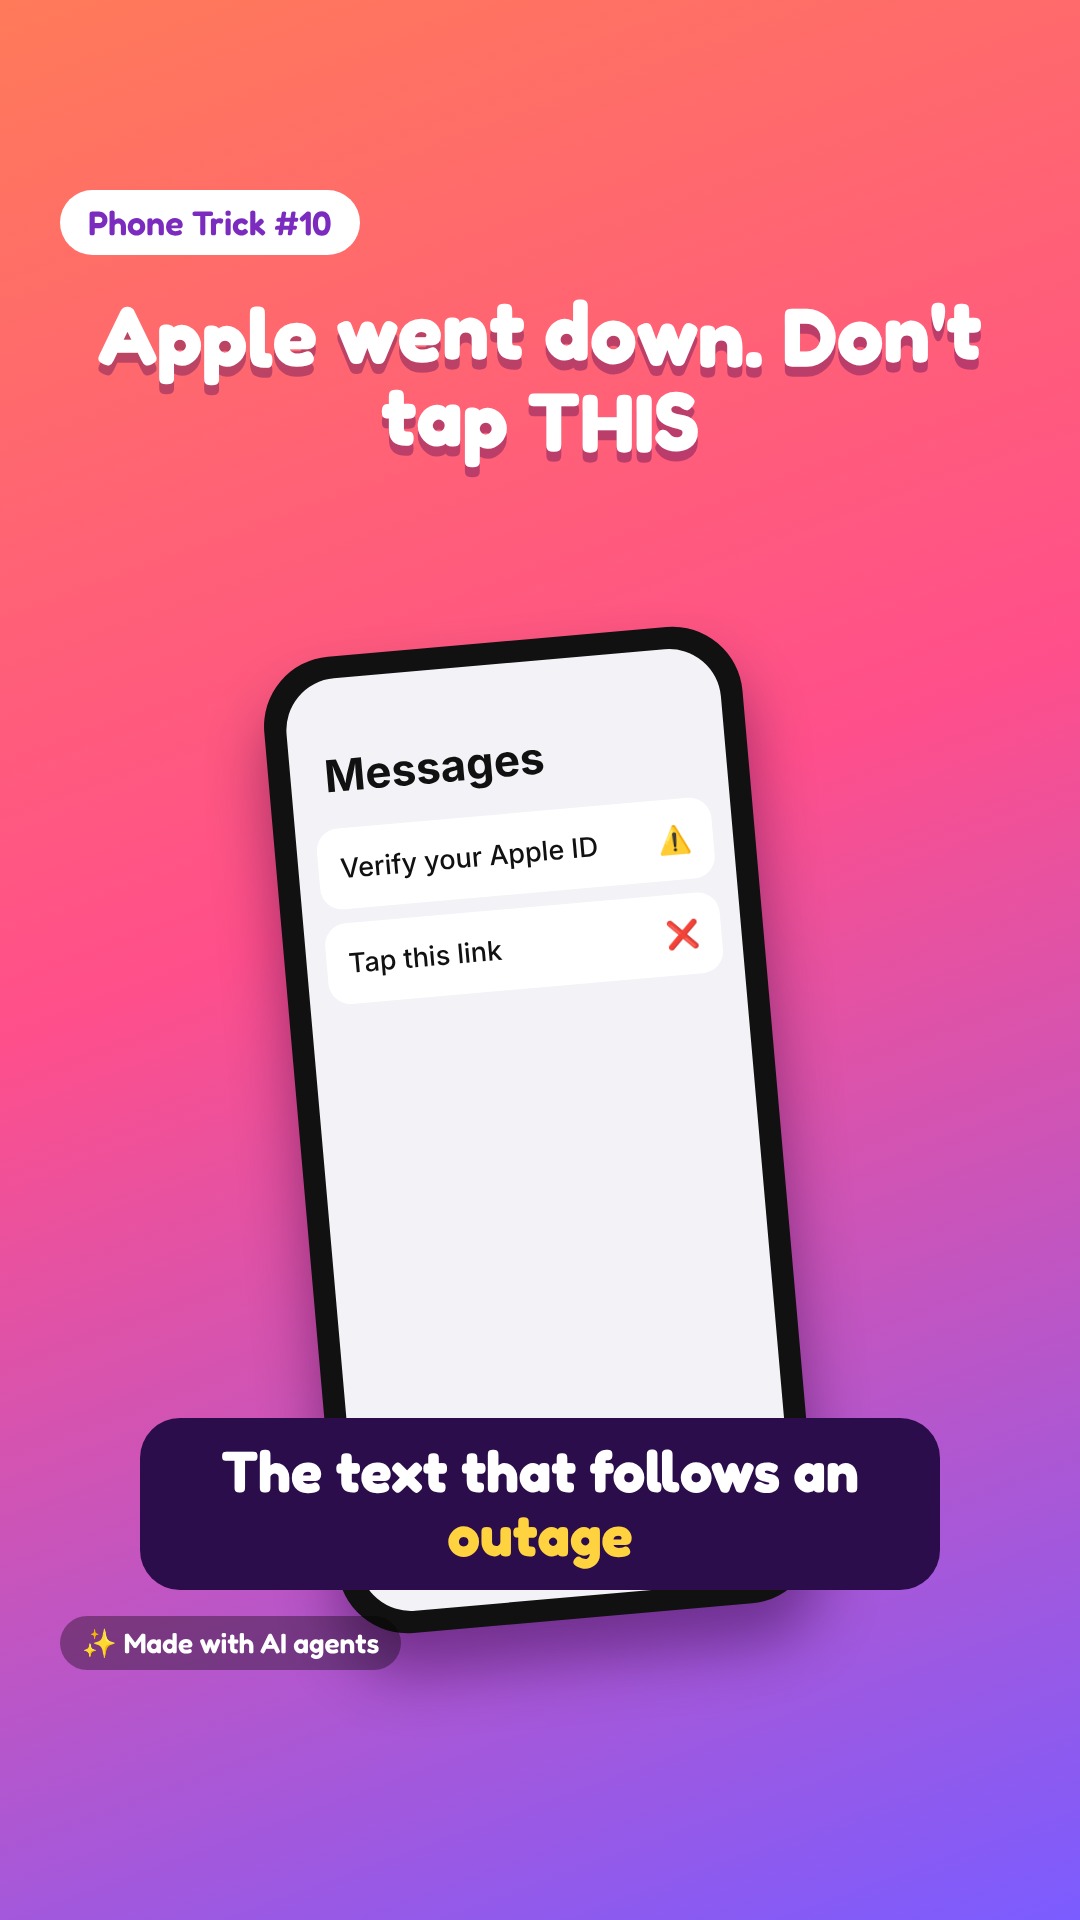 Phone Trick #10
Apple went down. Don't
tap THIS
Messages
Verify your Apple ID ⚠️
Tap this link ❌
The text that follows an
outage
✨ Made with AI agents